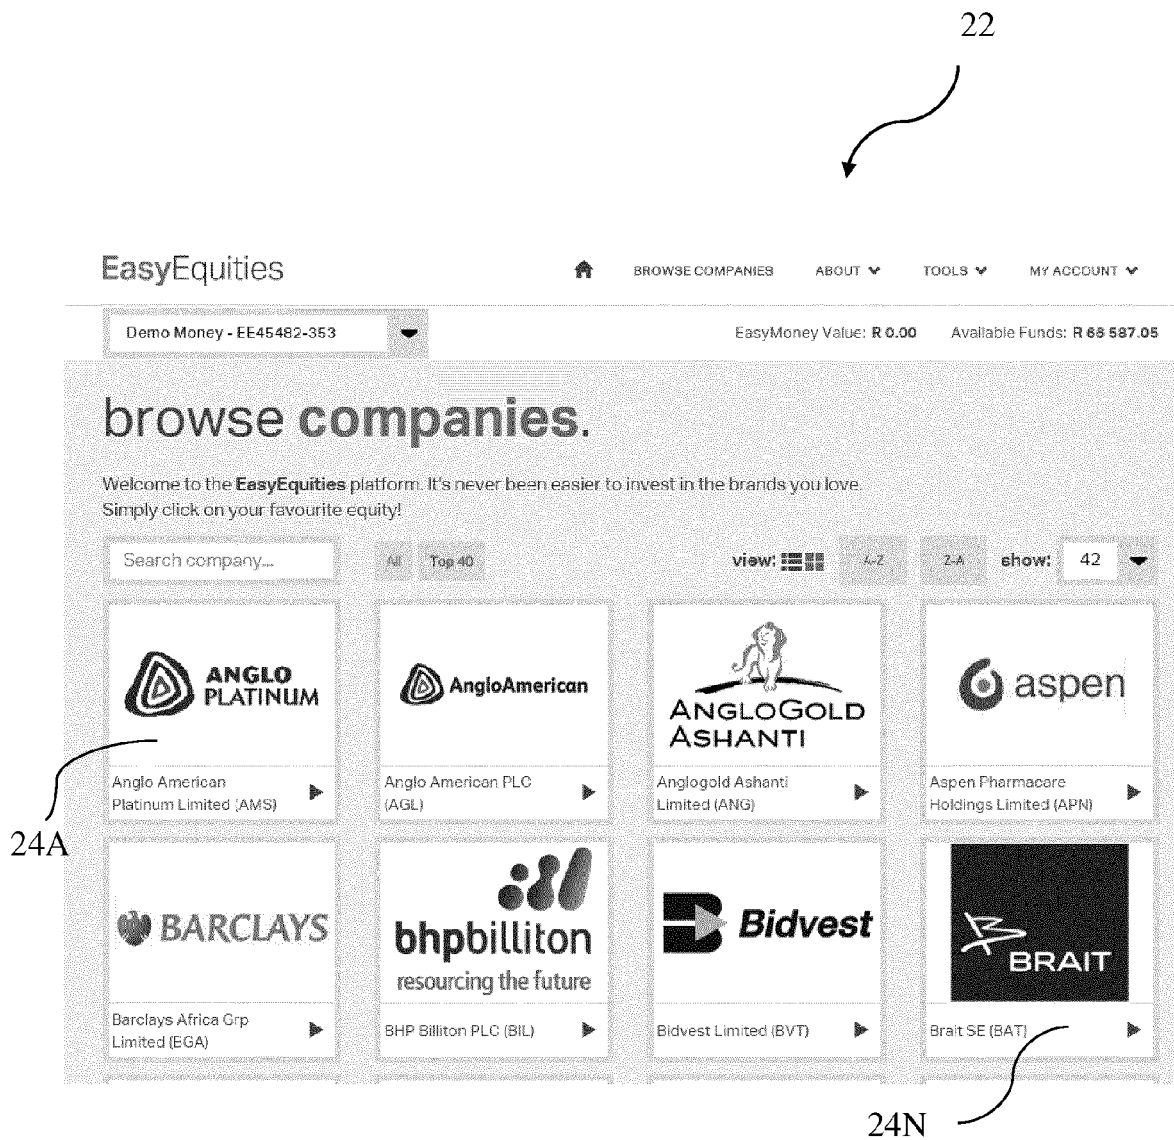 22
EasyEquities
BROWSE COMPANIES ABOUT TOOLS MY ACCOUNT
Demo Money - EE45482-353
EasyMoney Value: R 0.00 Available Funds: R 68 587.05
browse companies.
Welcome to the EasyEquities platform. It's never been easier to invest in the brands you love.
Simply click on your favourite equity!
Search company... All Top 40 view: A-Z Z-A show: 42
ANGLO
PLATINUM
AngloAmerican
ANGLOGOLD
ASHANTI
aspen
Anglo American
Platinum Limited (AMS)
Anglo American PLC
(AGL)
Anglogold Ashanti
Limited (ANG)
Aspen Pharmacare
Holdings Limited (APN)
24A
BARCLAYS
bhpbilliton
resourcing the future
Bidvest
BRAIT
Barclays Africa Grp
Limited (BGA)
BHP Billiton PLC (BIL)
Bidvest Limited (BVT)
Brait SE (BAT)
24N